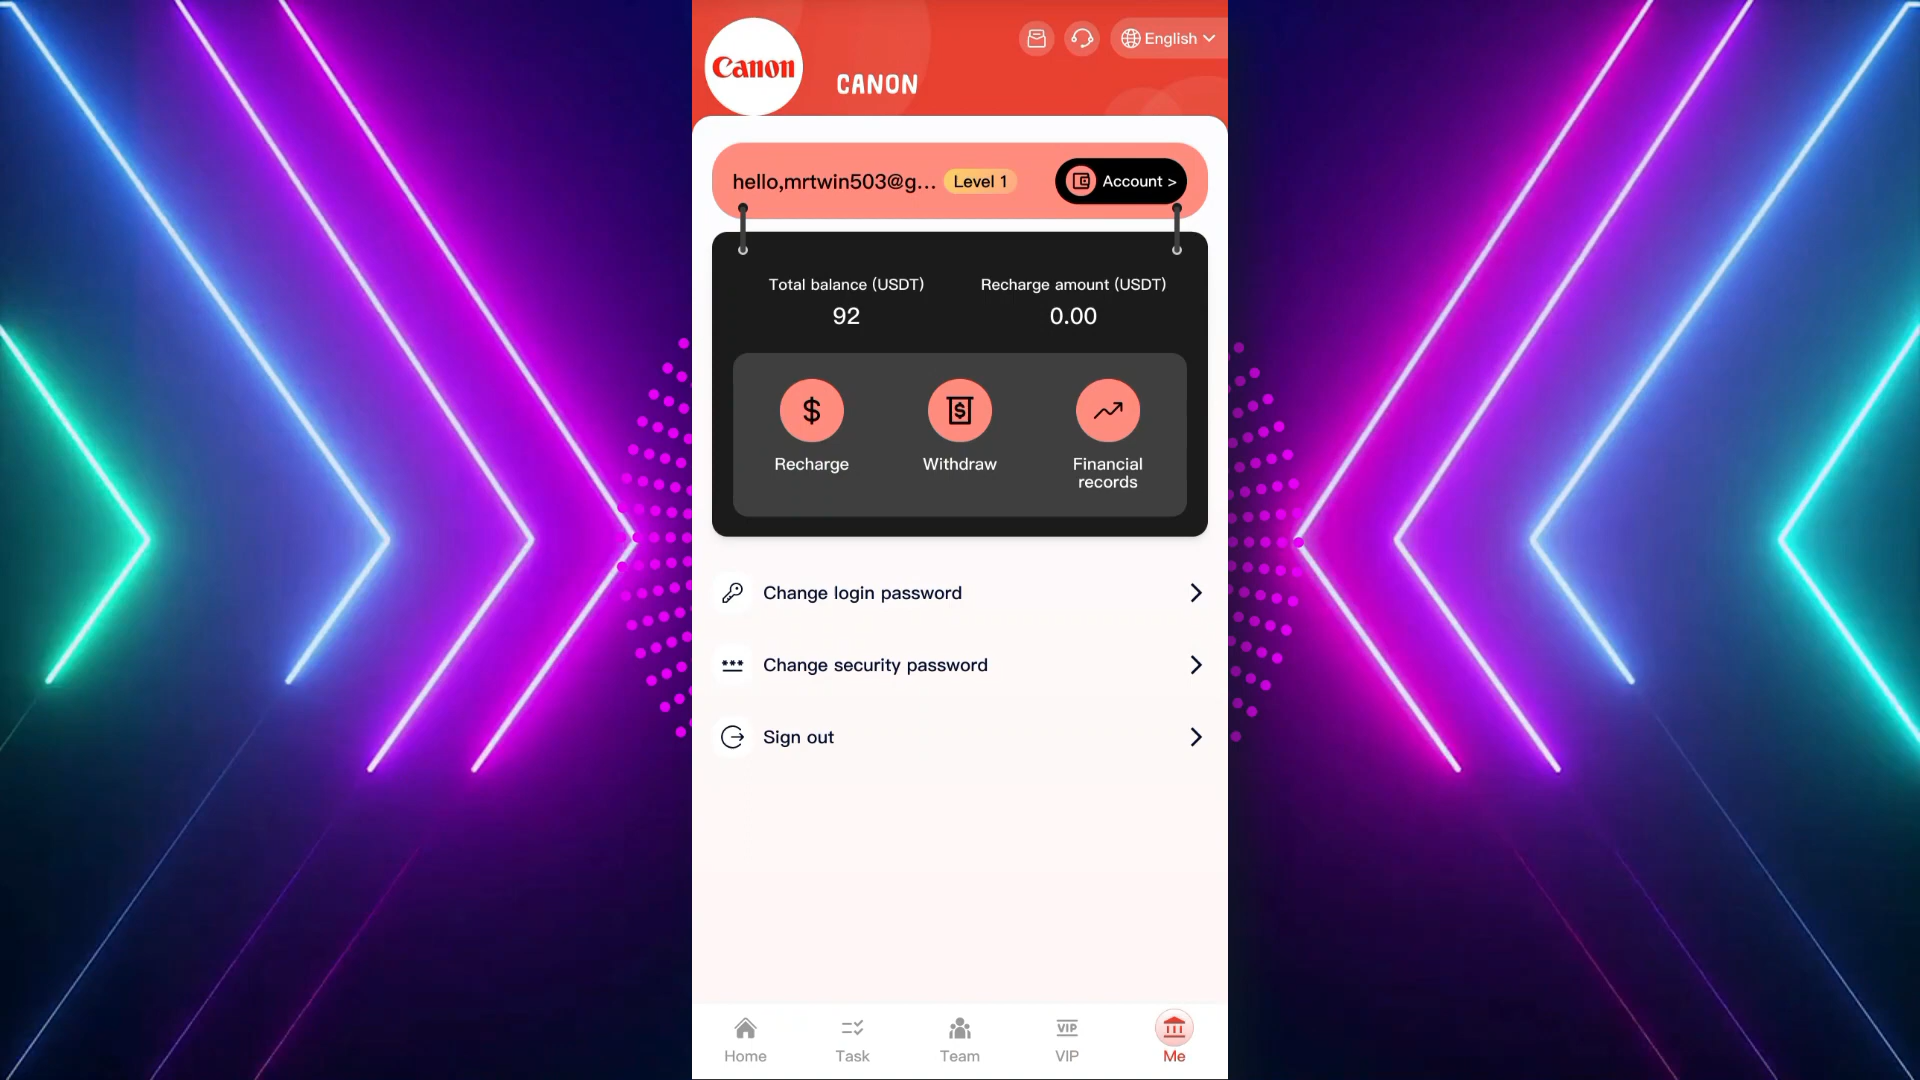 Canon
CANON
English
hello,mrtwin503@g...
Level 1
Account >
Total balance (USDT)
92
Recharge amount (USDT)
0.00
Recharge
Withdraw
Financial
records
Change login password
Change security password
Sign out
Home
Task
Team
VIP
VIP
Me